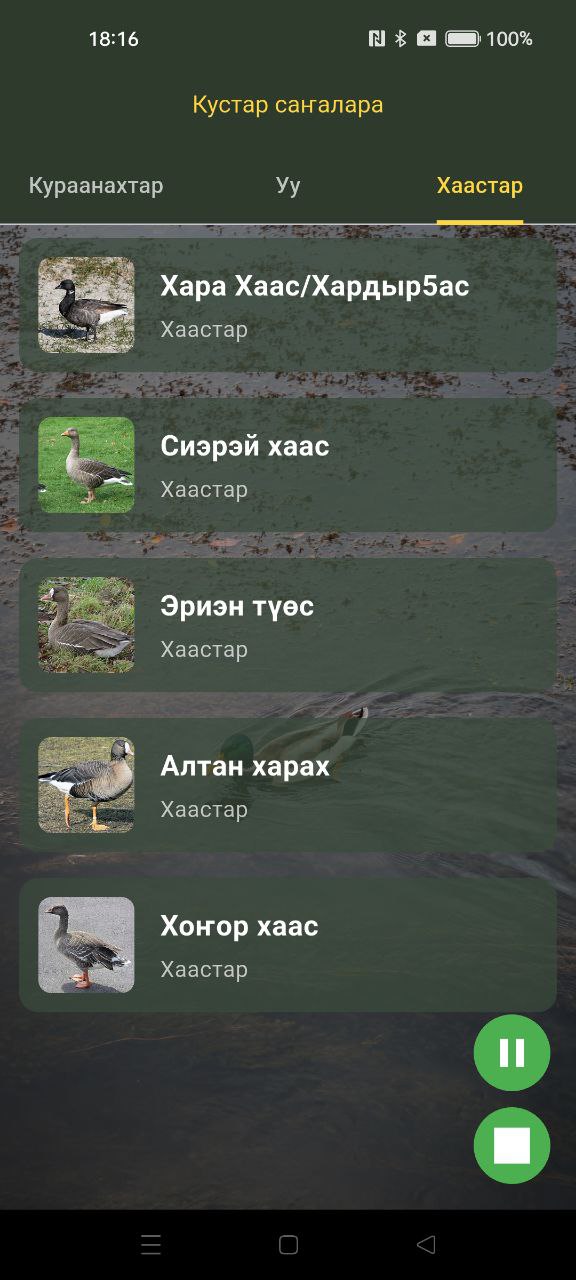 18:16
100%
Кустар саҥалара
Кураанахтар
Уу
Хаастар
Хара Хаас/Хардыр5ас
Хаастар
Сиэрэй хаас
Хаастар
Эриэн түөс
Хаастар
Алтан харах
Хаастар
Хоҥор хаас
Хаастар